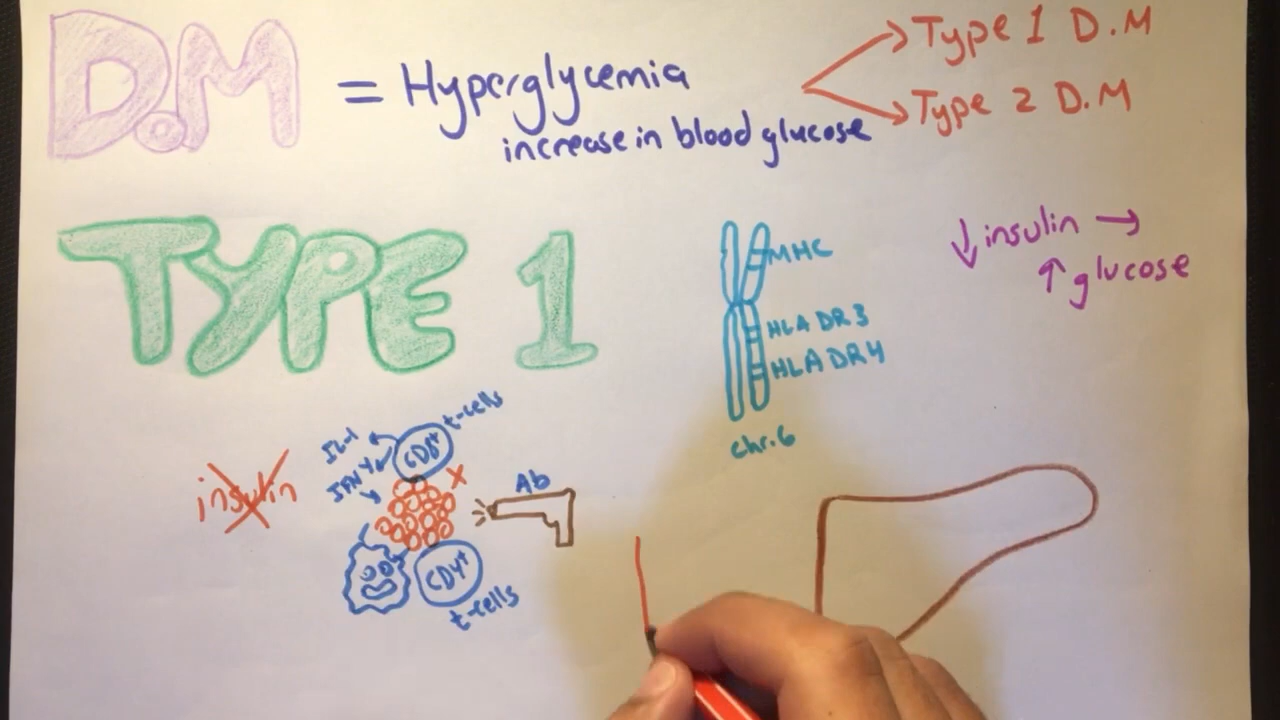 D.M
= Hyperglycemia
increase in blood glucose
Type 1 D.M
Type 2 D.M
TYPE 1
MHC
HLA DR3
HLA DR4
chr.6
↓ insulin →
↑ glucose
insulin
IL-1
IFN γ
CD8+
t-cells
x
Ab
CD4+
t-cells